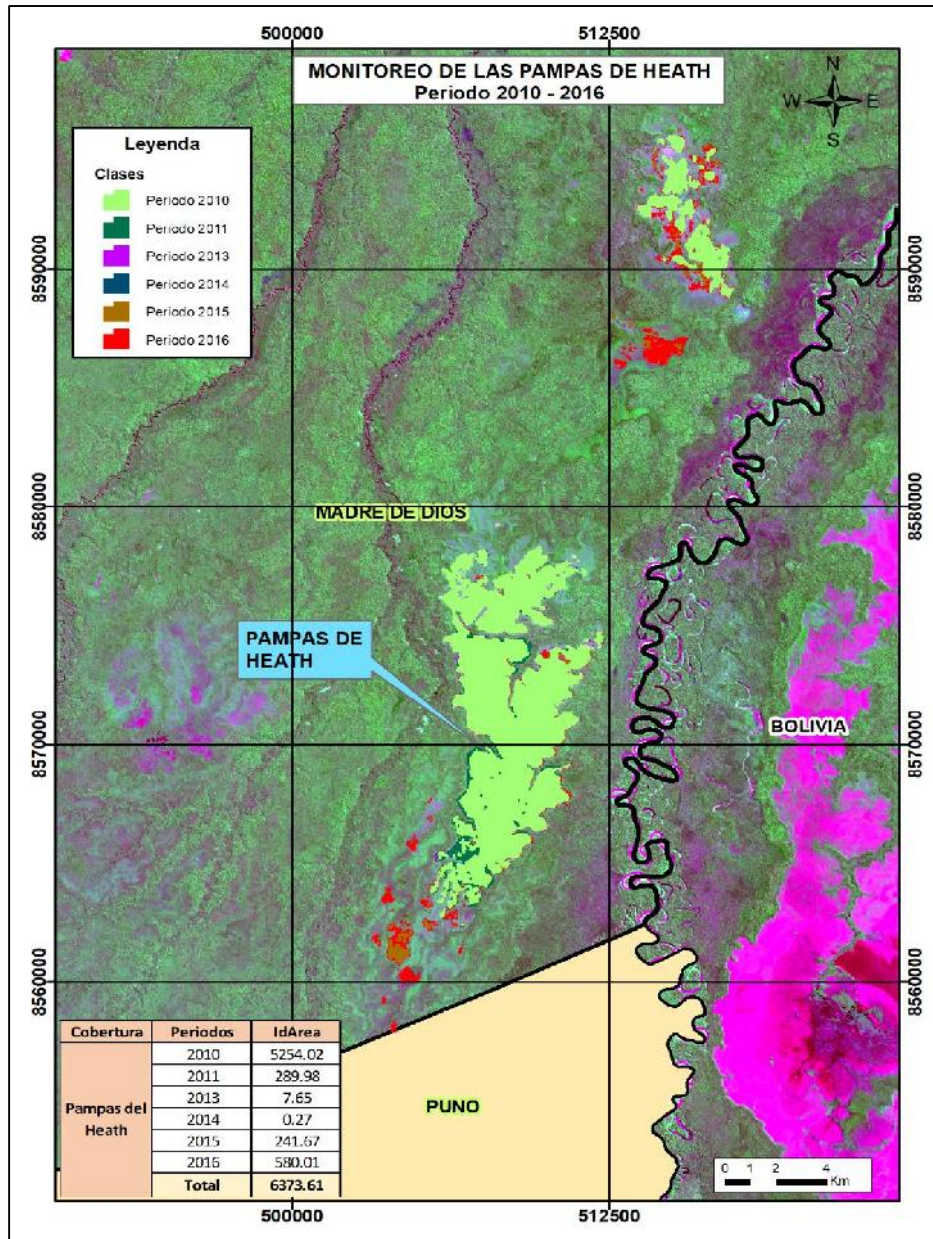 500000
512500
MONITOREO DE LAS PAMPAS DE HEATH
Periodo 2010 - 2016
N
W E
S
Leyenda
Clases
Periodo 2010
Periodo 2011
Periodo 2013
Periodo 2014
Periodo 2015
Periodo 2016
8590000
8590000
8580000
8580000
MADRE DE DIOS
PAMPAS DE
HEATH
BOLIVIA
8570000
8570000
8560000
8560000
Cobertura Periodos IdArea
Pampas del
Heath
2010 5254.02
2011 289.98
2013 7.65
2014 0.27
2015 241.67
2016 580.01
Total 6373.61
PUNO
0 1 2 4
Km
500000
512500